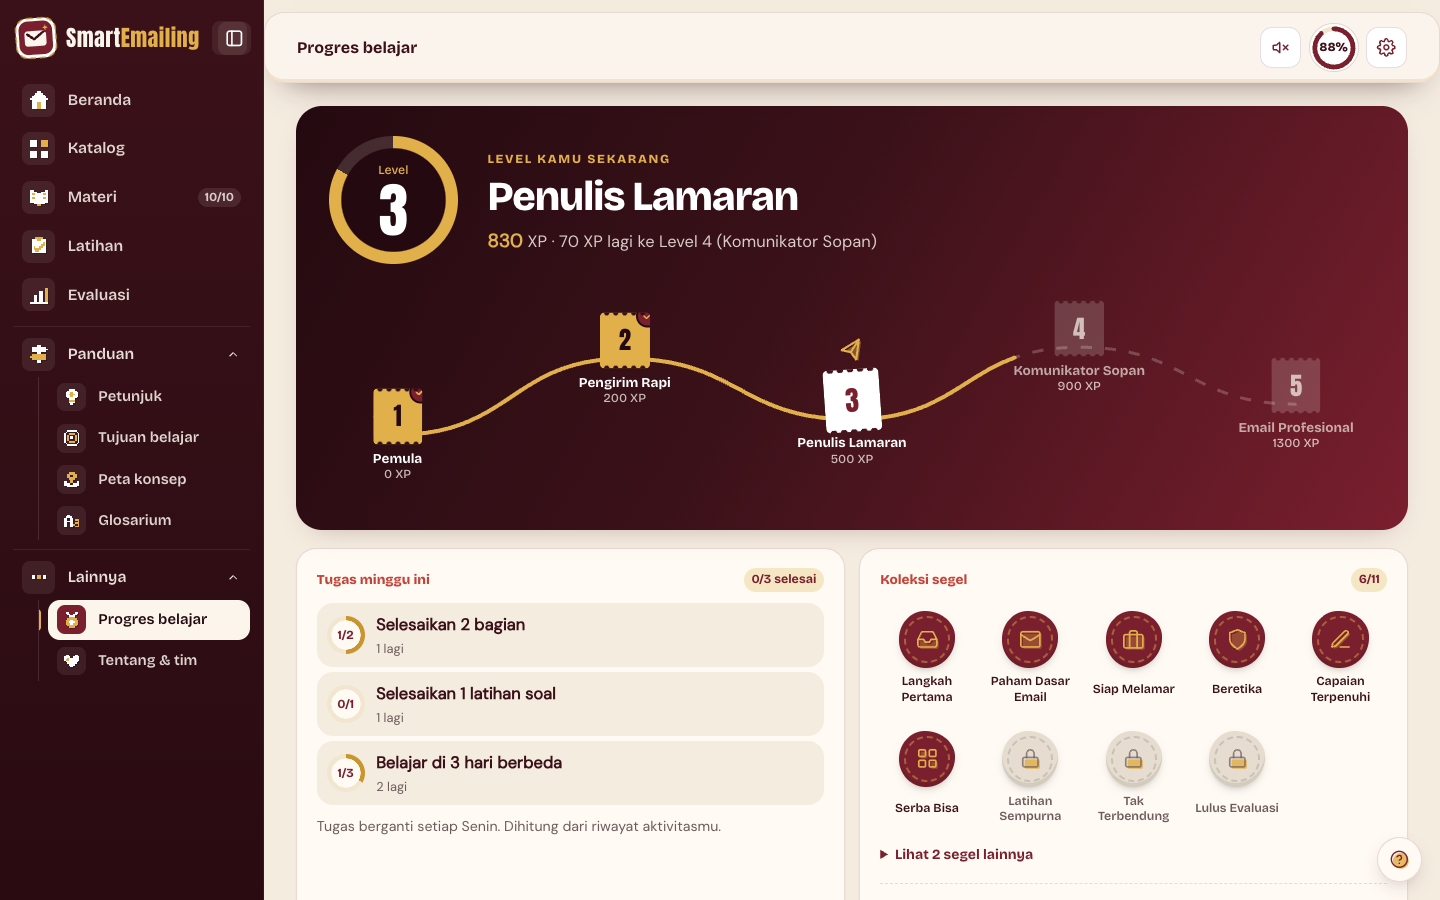 SmartEmailing
Beranda
Katalog
Materi 10/10
Latihan
Evaluasi
Panduan
Petunjuk
Tujuan belajar
Peta konsep
Glosarium
Lainnya
Progres belajar
Tentang & tim
Progres belajar
88%
Level
3
LEVEL KAMU SEKARANG
Penulis Lamaran
830 XP · 70 XP lagi ke Level 4 (Komunikator Sopan)
1
Pemula
0 XP
2
Pengirim Rapi
200 XP
3
Penulis Lamaran
500 XP
4
Komunikator Sopan
900 XP
5
Email Profesional
1300 XP
Tugas minggu ini
0/3 selesai
1/2
Selesaikan 2 bagian
1 lagi
0/1
Selesaikan 1 latihan soal
1 lagi
1/3
Belajar di 3 hari berbeda
2 lagi
Tugas berganti setiap Senin. Dihitung dari riwayat aktivitasmu.
Koleksi segel
6/11
Langkah
Pertama
Paham Dasar
Email
Siap Melamar
Beretika
Capaian
Terpenuhi
Serba Bisa
Latihan
Sempurna
Tak
Terbendung
Lulus Evaluasi
Lihat 2 segel lainnya